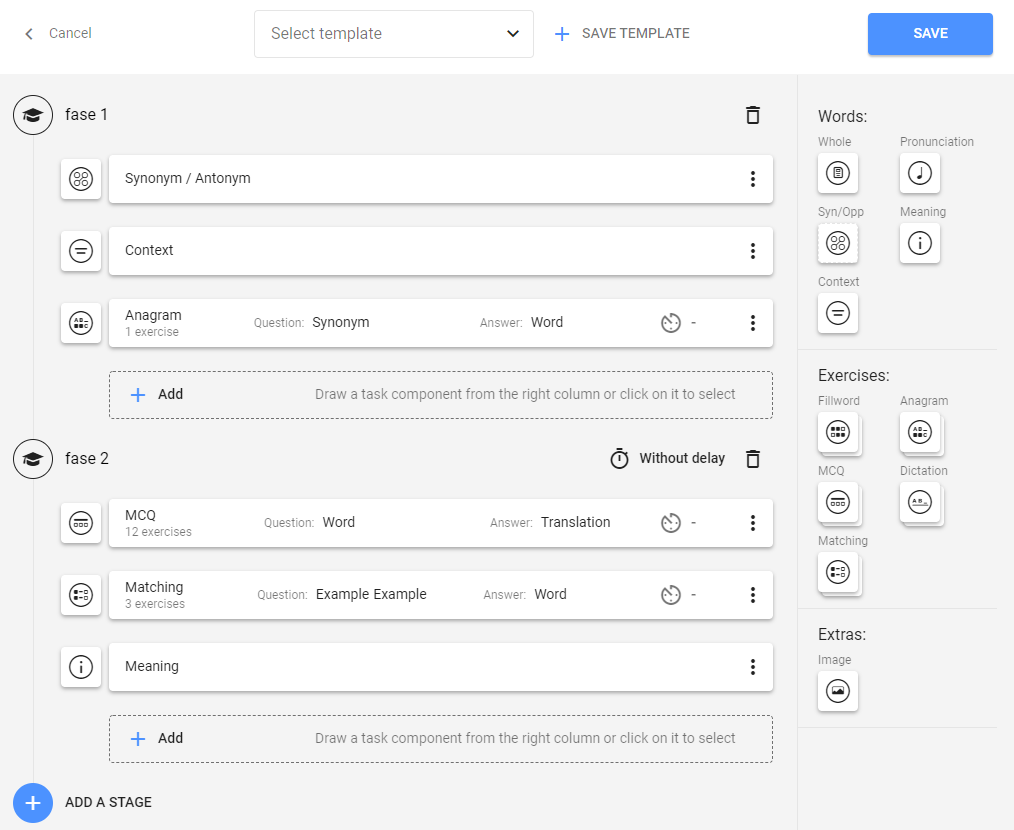 Cancel
Select template
SAVE TEMPLATE
SAVE
fase 1
Synonym / Antonym
Context
Anagram
1 exercise
Question: Synonym
Answer: Word
-
Add
Draw a task component from the right column or click on it to select
fase 2
Without delay
MCQ
12 exercises
Question: Word
Answer: Translation
-
Matching
3 exercises
Question: Example Example
Answer: Word
-
Meaning
Add
Draw a task component from the right column or click on it to select
ADD A STAGE
Words:
Whole
Pronunciation
Syn/Opp
Meaning
Context
Exercises:
Fillword
Anagram
MCQ
Dictation
Matching
Extras:
Image